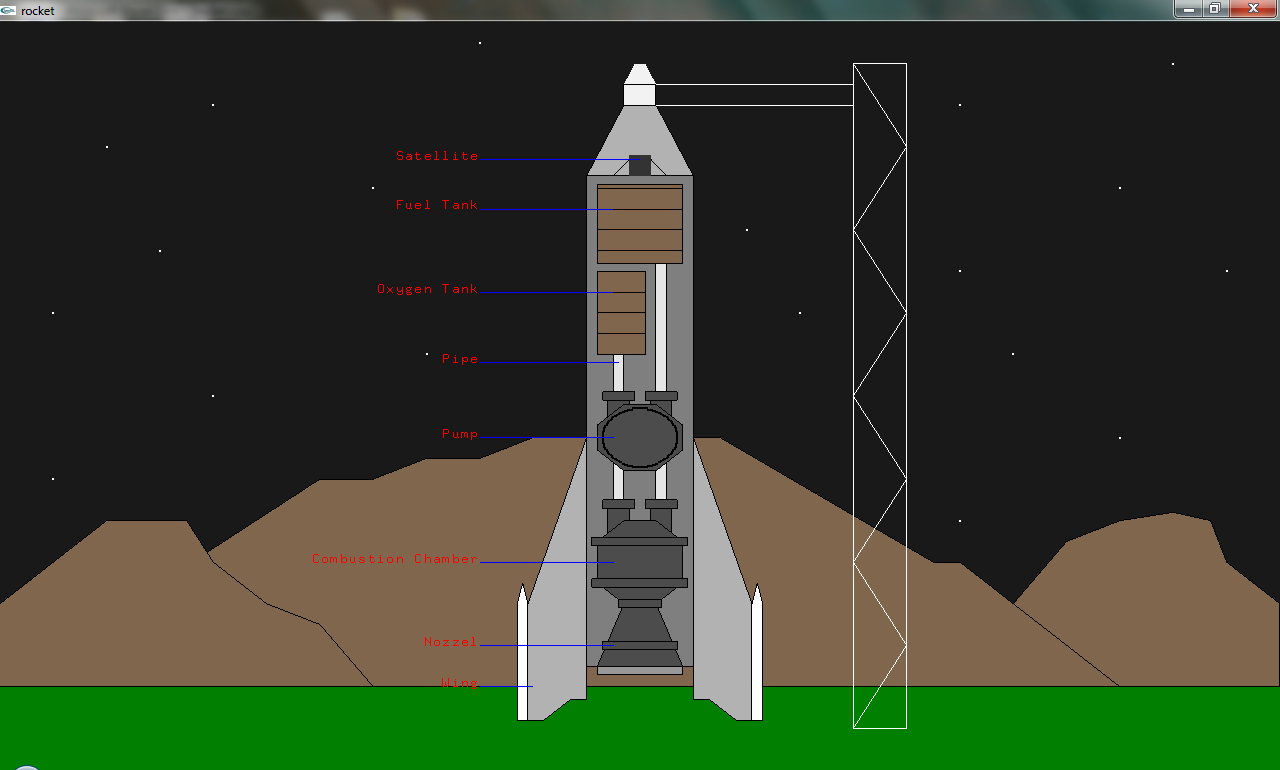 rocket
Satellite
Fuel Tank
Oxygen Tank
Pipe
Pump
Combustion Chamber
Nozzel
Wing